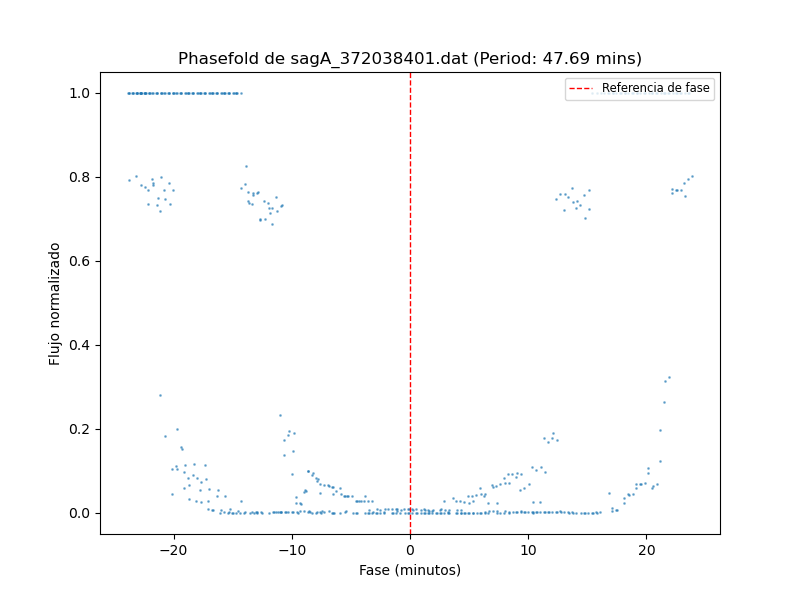 Phasefold de sagA_372038401.dat (Period: 47.69 mins)
Referencia de fase
Flujo normalizado
1.0
0.8
0.6
0.4
0.2
0.0
−20
−10
0
10
20
Fase (minutos)